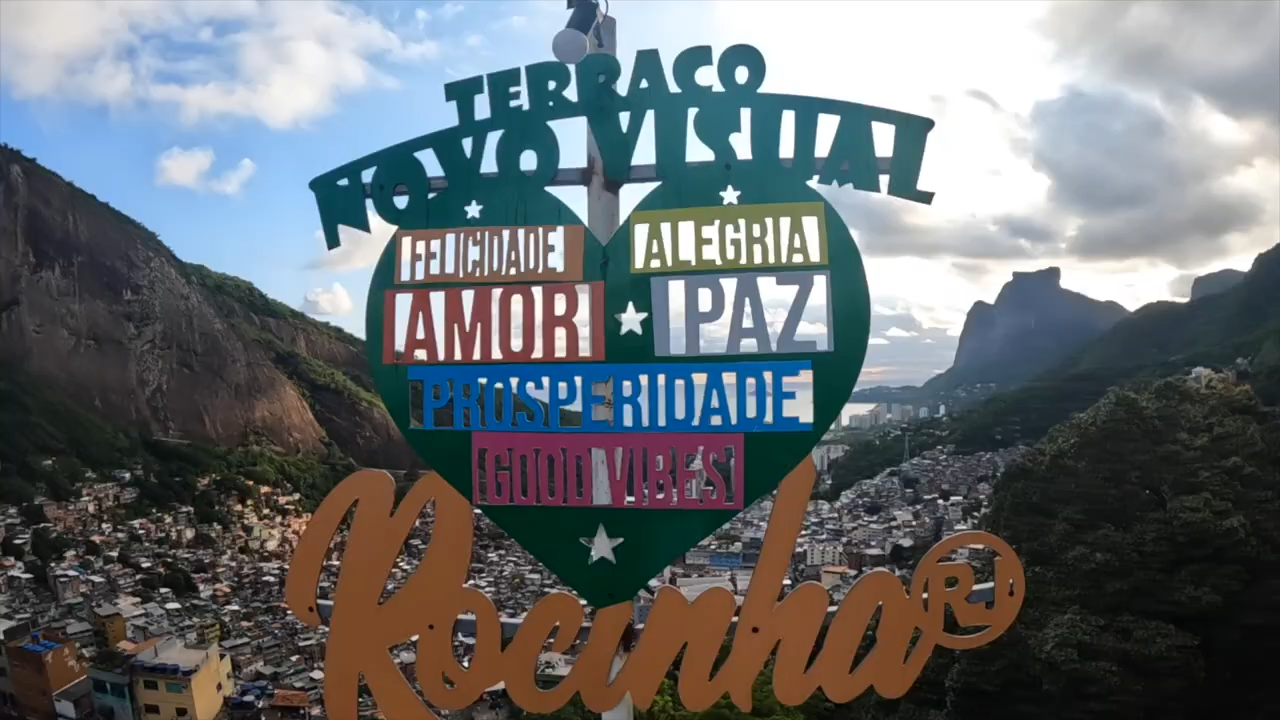 TERRACO
NOVO VISUAL
FELICIDADE
ALEGRIA
AMOR
PAZ
PROSPERIDADE
GOOD VIBES
Rocinha RJ